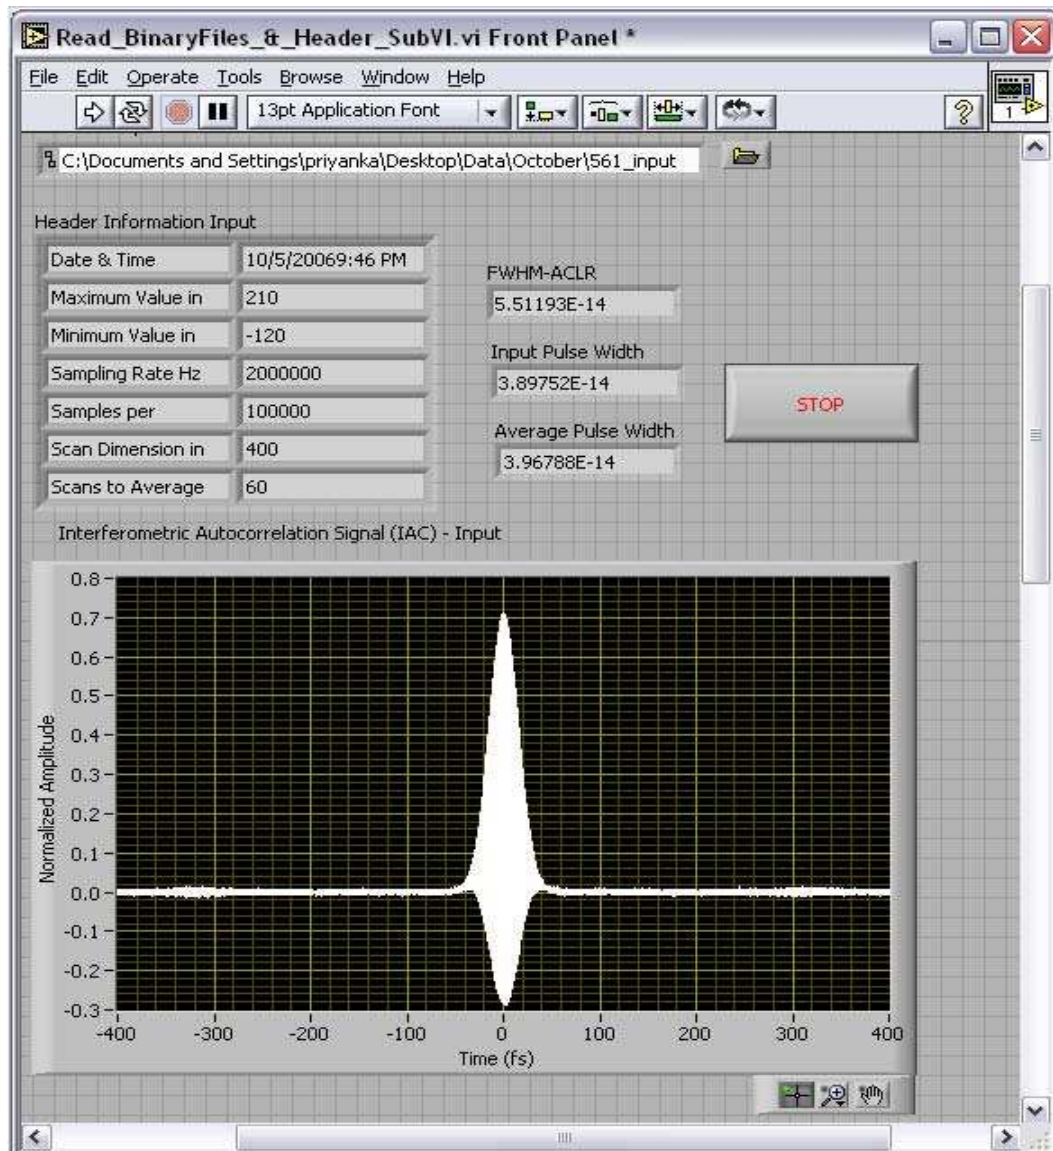 Read_BinaryFiles_&_Header_SubVI.vi Front Panel *
File Edit Operate Tools Browse Window Help
13pt Application Font
1
C:\Documents and Settings\priyanka\Desktop\Data\October\561_input
Header Information Input
Date & Time 10/5/20069:46 PM
Maximum Value in 210
Minimum Value in -120
Sampling Rate Hz 2000000
Samples per 100000
Scan Dimension in 400
Scans to Average 60
FWHM-ACLR
5.51193E-14
Input Pulse Width
3.89752E-14
Average Pulse Width
3.96788E-14
STOP
Interferometric Autocorrelation Signal (IAC) - Input
Normalized Amplitude
0.8
0.7
0.6
0.5
0.4
0.3
0.2
0.1
0.0
-0.1
-0.2
-0.3
-400 -300 -200 -100 0 100 200 300 400
Time (fs)